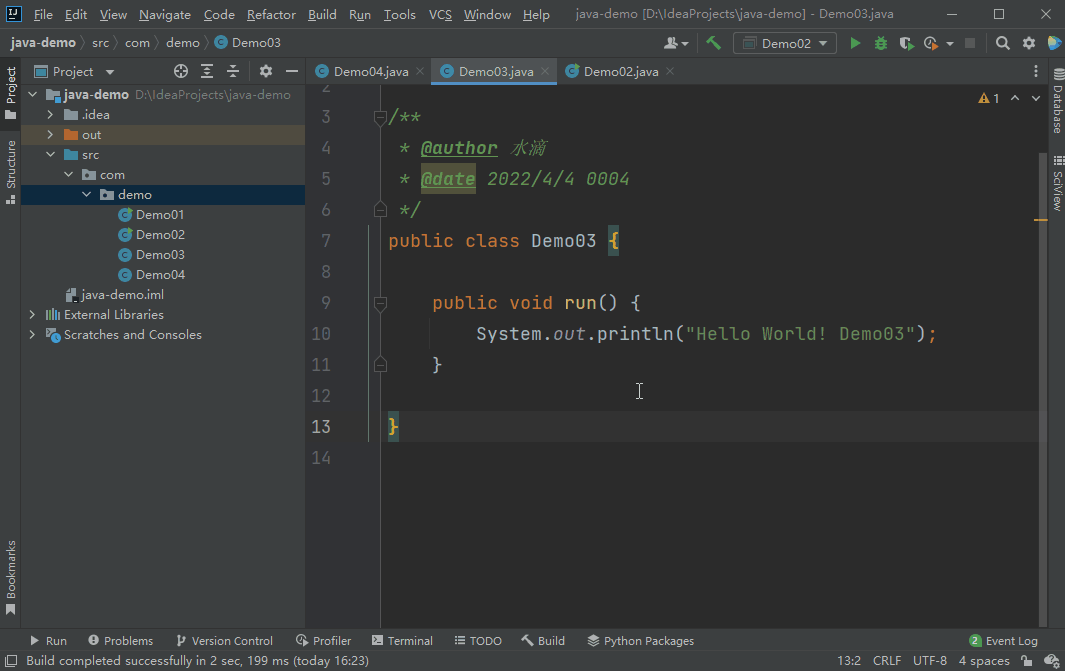 File Edit View Navigate Code Refactor Build Run Tools VCS Window Help java-demo [D:\IdeaProjects\java-demo] - Demo03.java
java-demo src com demo Demo03
Demo02
Project
Demo04.java Demo03.java Demo02.java
Project
Structure
Bookmarks
java-demo D:\IdeaProjects\java-demo
.idea
out
src
com
demo
Demo01
Demo02
Demo03
Demo04
java-demo.iml
External Libraries
Scratches and Consoles
2
3 /**
4 * @author 水滴
5 * @date 2022/4/4 0004
6 */
7 public class Demo03 {
8
9 public void run() {
10 System.out.println("Hello World! Demo03");
11 }
12
13 }
14
1
Database
SciView
Run Problems Version Control Profiler Terminal TODO Build Python Packages 2 Event Log
Build completed successfully in 2 sec, 199 ms (today 16:23) 13:2 CRLF UTF-8 4 spaces